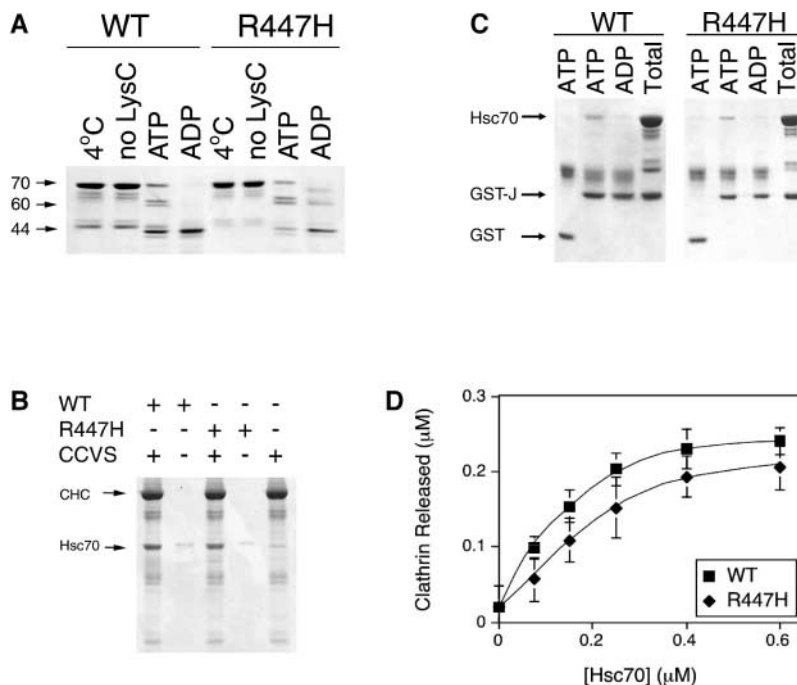 A
WT R447H
4°C no LysC ATP ADP 4°C no LysC ATP ADP
70
60
44
C
WT R447H
ATP ATP ADP Total ATP ATP ADP Total
Hsc70
GST-J
GST
B
WT + + - - -
R447H - - + + -
CCVS + - + - +
CHC
Hsc70
D
0.3
0.2
0.1
0
0 0.2 0.4 0.6
Clathrin Released (μM)
[Hsc70] (μM)
WT
R447H